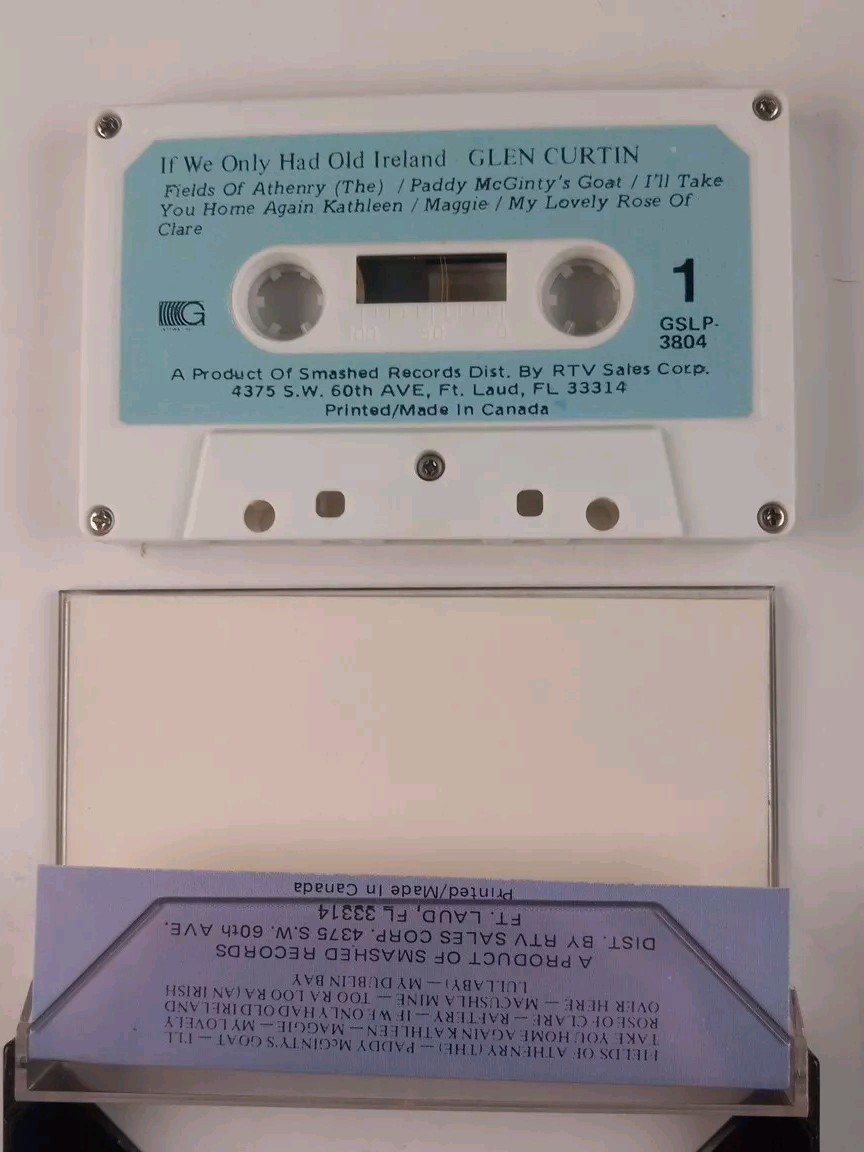 If We Only Had Old Ireland GLEN CURTIN
Fields Of Athenry (The) / Paddy McGinty's Goat / I'll Take
You Home Again Kathleen / Maggie / My Lovely Rose Of
Clare
1
G
GSLP-
3804
A Product Of Smashed Records Dist. By RTV Sales Corp.
4375 S.W. 60th AVE, Ft. Laud, FL 33314
Printed/Made In Canada
100 50 0
FIELDS OF ATHENRY (THE) — PADDY McGINTY'S GOAT — I'LL
TAKE YOU HOME AGAIN KATHLEEN — MAGGIE — MY LOVELY
ROSE OF CLARE — RAFTERY — IF WE ONLY HAD OLD IRELAND
OVER HERE — MACUSHLA MINE — TOO RA LOO RA (AN IRISH
LULLABY) — MY DUBLIN BAY
A PRODUCT OF SMASHED RECORDS
DIST. BY RTV SALES CORP. 4375 S.W. 60th AVE.
FT. LAUD, FL 33314
Printed/Made In Canada